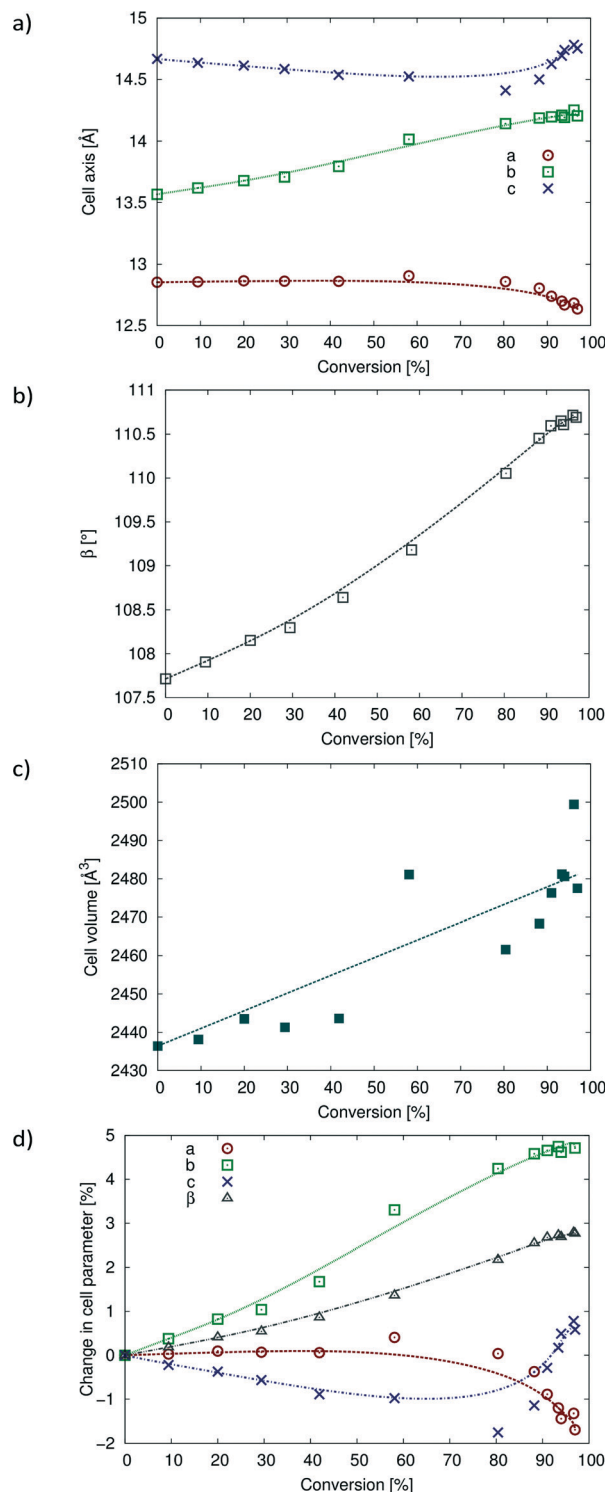 a)
15
14.5
14
13.5
13
12.5
Cell axis [Å]
a
b
c
0 10 20 30 40 50 60 70 80 90 100
Conversion [%]
b)
111
110.5
110
109.5
109
108.5
108
107.5
β [°]
0 10 20 30 40 50 60 70 80 90 100
Conversion [%]
c)
2510
2500
2490
2480
2470
2460
2450
2440
2430
Cell volume [Å³]
0 10 20 30 40 50 60 70 80 90 100
Conversion [%]
d)
5
4
3
2
1
0
−1
−2
Change in cell parameter [%]
a
b
c
β
0 10 20 30 40 50 60 70 80 90 100
Conversion [%]